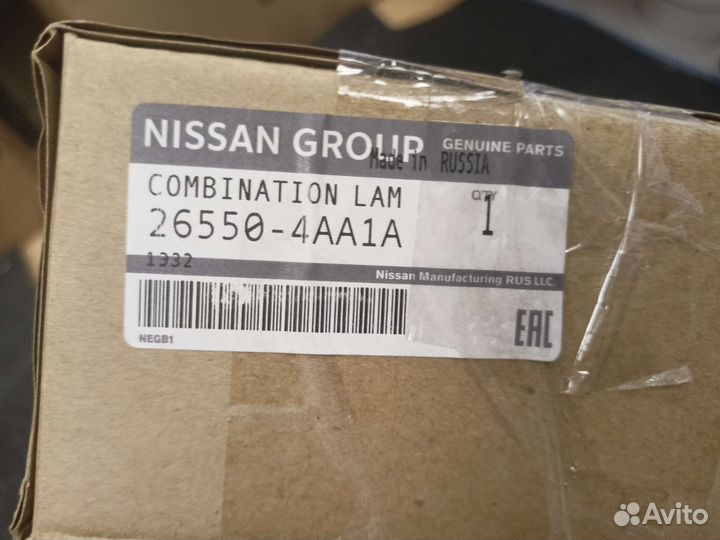 NISSAN GROUP GENUINE PARTS
Made in RUSSIA
COMBINATION LAM QTY
26550-4AA1A 1
1932
Nissan Manufacturing RUS LLC
NEGB1
EAC
Avito